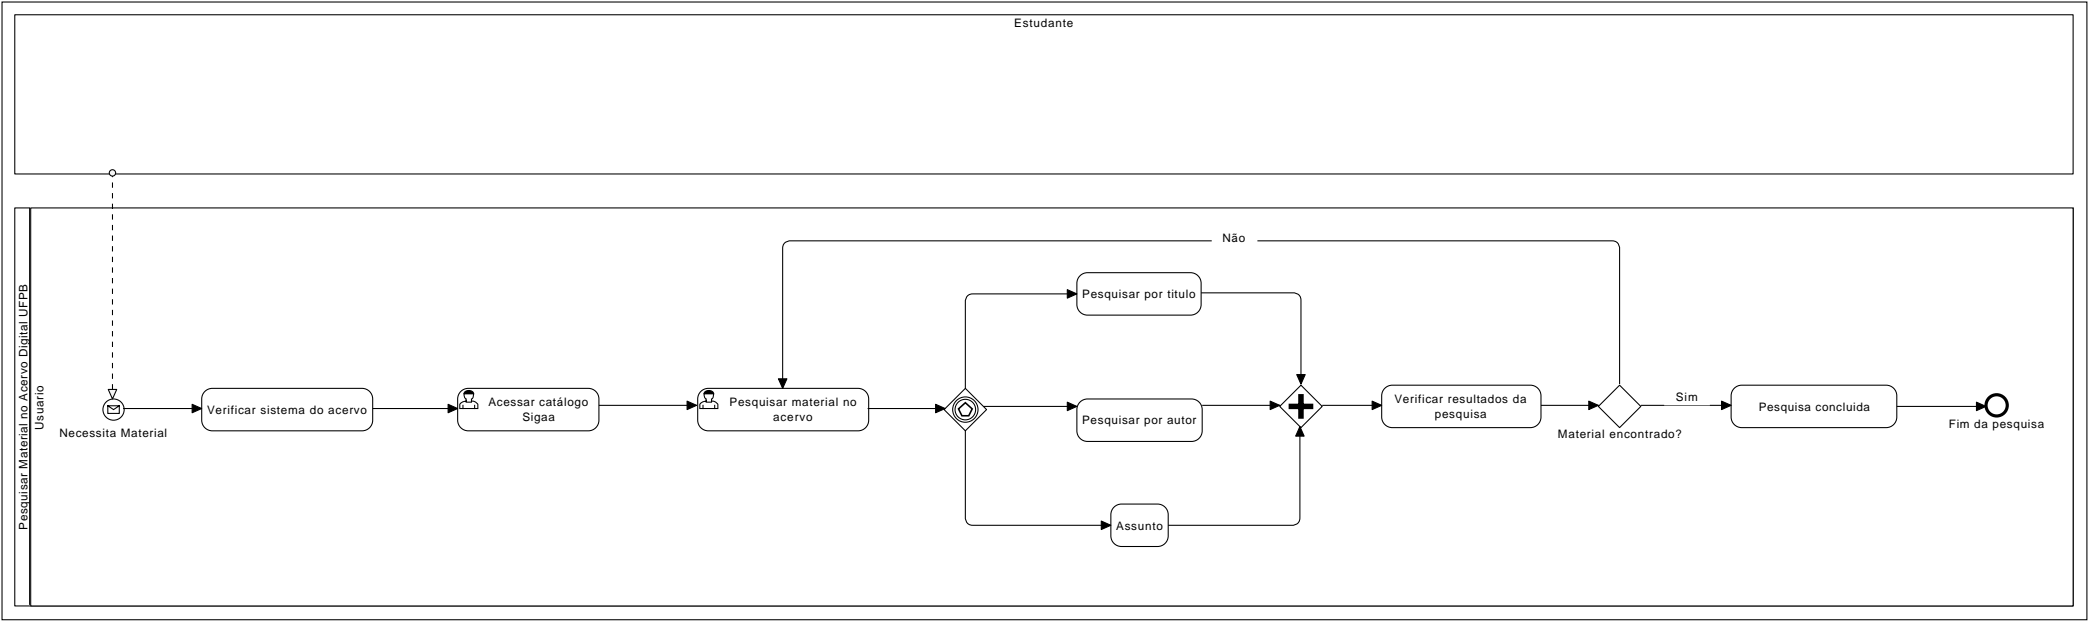 Estudante
Pesquisar Material no Acervo Digital UFPB
Usuario
Necessita Material
Verificar sistema do acervo
Acessar catálogo
Sigaa
Pesquisar material no
acervo
Não
Pesquisar por titulo
Pesquisar por autor
Assunto
Verificar resultados da
pesquisa
Material encontrado?
Sim
Pesquisa concluida
Fim da pesquisa